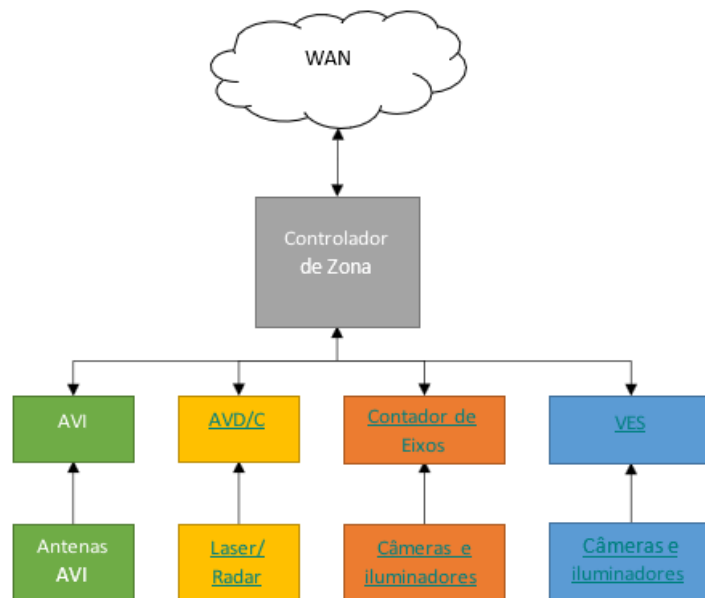 WAN
Controlador
de Zona
AVI
AVD/C
Contador de
Eixos
VES
Antenas
AVI
Laser/
Radar
Câmeras e
iluminadores
Câmeras e
iluminadores